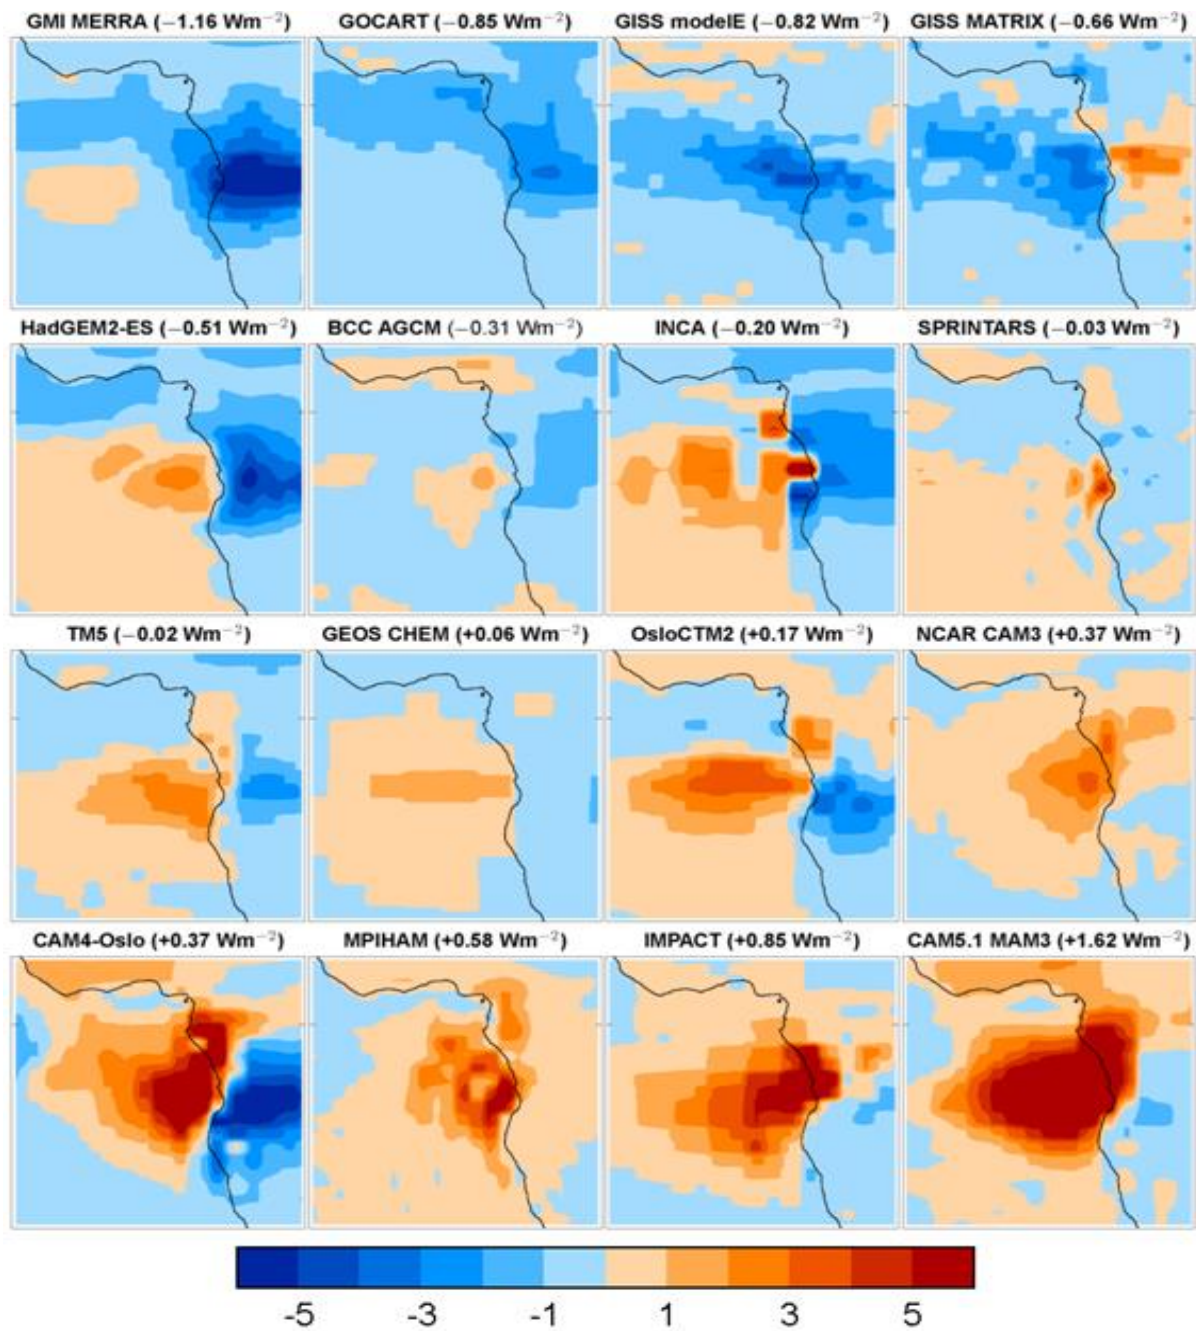 GMI MERRA (−1.16 Wm⁻²) GOCART (−0.85 Wm⁻²) GISS modelE (−0.82 Wm⁻²) GISS MATRIX (−0.66 Wm⁻²)
HadGEM2-ES (−0.51 Wm⁻²) BCC AGCM (−0.31 Wm⁻²) INCA (−0.20 Wm⁻²) SPRINTARS (−0.03 Wm⁻²)
TM5 (−0.02 Wm⁻²) GEOS CHEM (+0.06 Wm⁻²) OsloCTM2 (+0.17 Wm⁻²) NCAR CAM3 (+0.37 Wm⁻²)
CAM4-Oslo (+0.37 Wm⁻²) MPIHAM (+0.58 Wm⁻²) IMPACT (+0.85 Wm⁻²) CAM5.1 MAM3 (+1.62 Wm⁻²)
-5 -3 -1 1 3 5